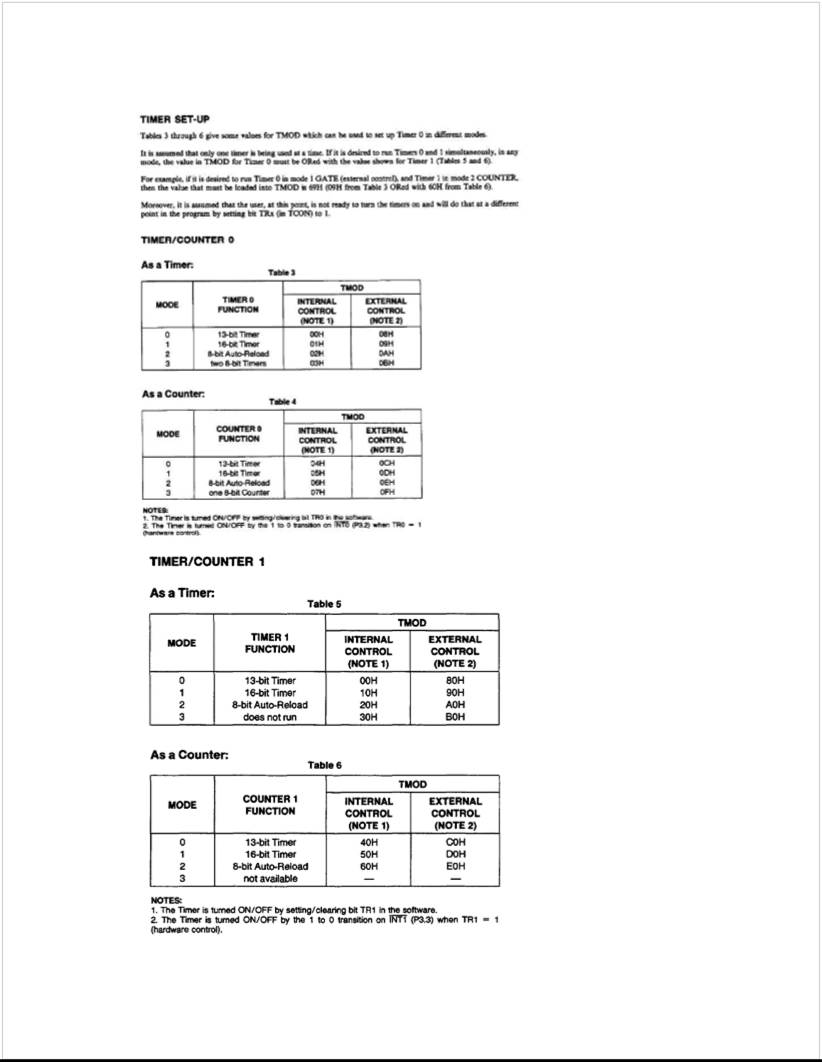 TIMER SET-UP
Tables 3 through 6 give some values for TMOD which can be used to set up Timer 0 in different modes.
It is assumed that only one timer is being used at a time. If it is desired to run Timers 0 and 1 simultaneously, in any
mode, the value in TMOD for Timer 0 must be ORed with the value shown for Timer 1 (Tables 5 and 6).
For example, if it is desired to run Timer 0 in mode 1 GATE (external control), and Timer 1 in mode 2 COUNTER,
then the value that must be loaded into TMOD is 69H (09H from Table 3 ORed with 60H from Table 6).
Moreover, it is assumed that the user, at this point, is not ready to turn the timers on and will do that at a different
point in the program by setting bit TRx (in TCON) to 1.
TIMER/COUNTER 0
As a Timer:
Table 3
TMOD
MODE TIMER 0 FUNCTION INTERNAL CONTROL (NOTE 1) EXTERNAL CONTROL (NOTE 2)
0 13-bit Timer 00H 08H
1 16-bit Timer 01H 09H
2 8-bit Auto-Reload 02H 0AH
3 two 8-bit Timers 03H 0BH
As a Counter:
Table 4
TMOD
MODE COUNTER 0 FUNCTION INTERNAL CONTROL (NOTE 1) EXTERNAL CONTROL (NOTE 2)
0 13-bit Timer 04H 0CH
1 16-bit Timer 05H 0DH
2 8-bit Auto-Reload 06H 0EH
3 one 8-bit Counter 07H 0FH
NOTES:
1. The Timer is turned ON/OFF by setting/clearing bit TR0 in the software.
2. The Timer is turned ON/OFF by the 1 to 0 transition on INT0 (P3.2) when TR0 = 1
(hardware control).
TIMER/COUNTER 1
As a Timer:
Table 5
TMOD
MODE TIMER 1 FUNCTION INTERNAL CONTROL (NOTE 1) EXTERNAL CONTROL (NOTE 2)
0 13-bit Timer 00H 80H
1 16-bit Timer 10H 90H
2 8-bit Auto-Reload 20H A0H
3 does not run 30H B0H
As a Counter:
Table 6
TMOD
MODE COUNTER 1 FUNCTION INTERNAL CONTROL (NOTE 1) EXTERNAL CONTROL (NOTE 2)
0 13-bit Timer 40H C0H
1 16-bit Timer 50H D0H
2 8-bit Auto-Reload 60H E0H
3 not available — —
NOTES:
1. The Timer is turned ON/OFF by setting/clearing bit TR1 in the software.
2. The Timer is turned ON/OFF by the 1 to 0 transition on INT1 (P3.3) when TR1 = 1
(hardware control).